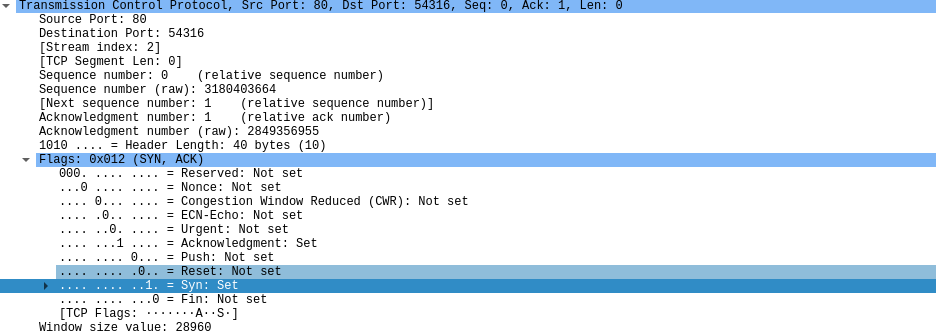 Transmission Control Protocol, Src Port: 80, Dst Port: 54316, Seq: 0, Ack: 1, Len: 0
Source Port: 80
Destination Port: 54316
[Stream index: 2]
[TCP Segment Len: 0]
Sequence number: 0    (relative sequence number)
Sequence number (raw): 3180403664
[Next sequence number: 1    (relative sequence number)]
Acknowledgment number: 1    (relative ack number)
Acknowledgment number (raw): 2849356955
1010 .... = Header Length: 40 bytes (10)
Flags: 0x012 (SYN, ACK)
000. .... .... = Reserved: Not set
...0 .... .... = Nonce: Not set
.... 0... .... = Congestion Window Reduced (CWR): Not set
.... .0.. .... = ECN-Echo: Not set
.... ..0. .... = Urgent: Not set
.... ...1 .... = Acknowledgment: Set
.... .... 0... = Push: Not set
.... .... .0.. = Reset: Not set
.... .... ..1. = Syn: Set
.... .... ...0 = Fin: Not set
[TCP Flags: ·······A··S·]
Window size value: 28960